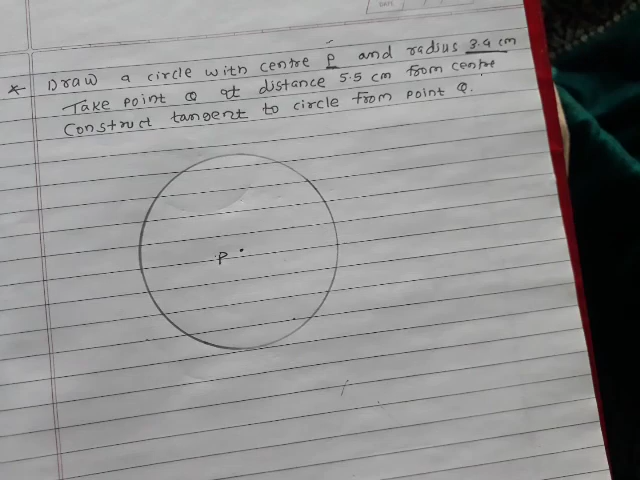 * Draw a circle with centre P and radius 3.4 cm
Take point Q at distance 5.5 cm from centre
Construct tangent to circle from point Q.
P